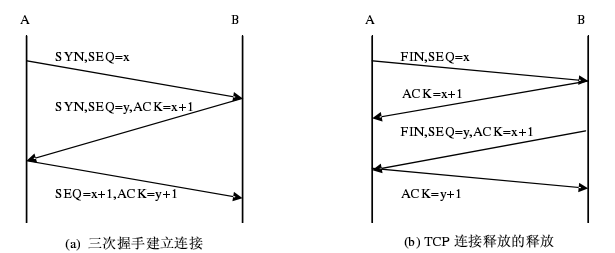 A B
SYN,SEQ=x
SYN,SEQ=y,ACK=x+1
SEQ=x+1,ACK=y+1
(a) 三次握手建立连接
A B
FIN,SEQ=x
ACK=x+1
FIN,SEQ=y,ACK=x+1
ACK=y+1
(b) TCP 连接释放的释放